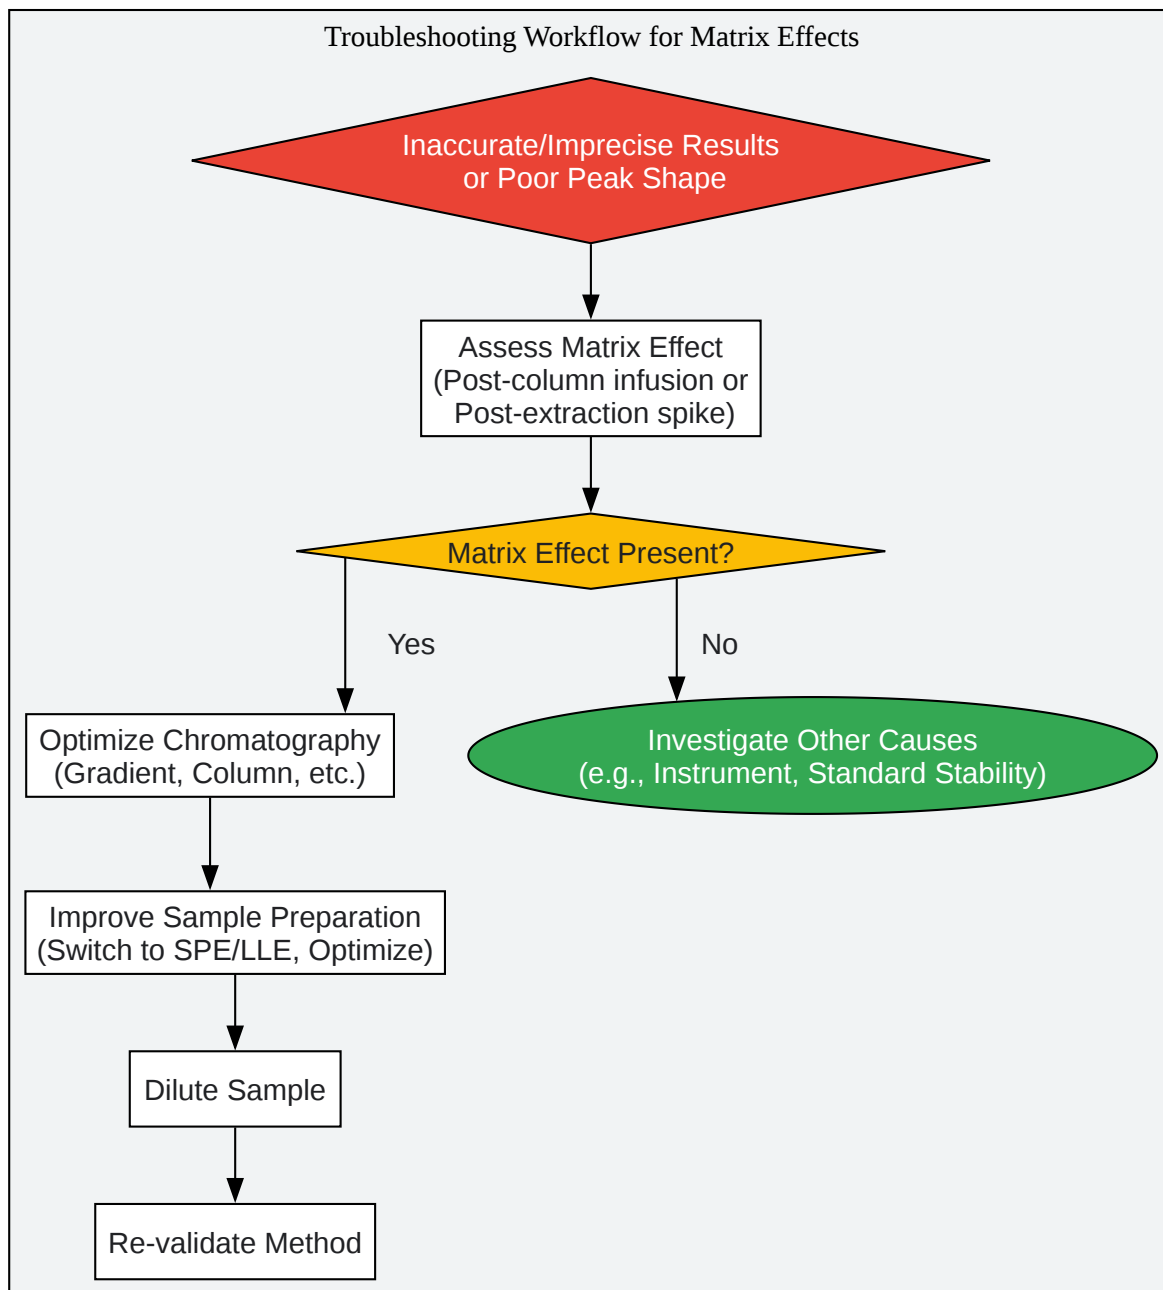 Troubleshooting Workflow for Matrix Effects
Inaccurate/Imprecise Results
or Poor Peak Shape
Assess Matrix Effect
(Post-column infusion or
Post-extraction spike)
Matrix Effect Present?
Yes
No
Optimize Chromatography
(Gradient, Column, etc.)
Investigate Other Causes
(e.g., Instrument, Standard Stability)
Improve Sample Preparation
(Switch to SPE/LLE, Optimize)
Dilute Sample
Re-validate Method